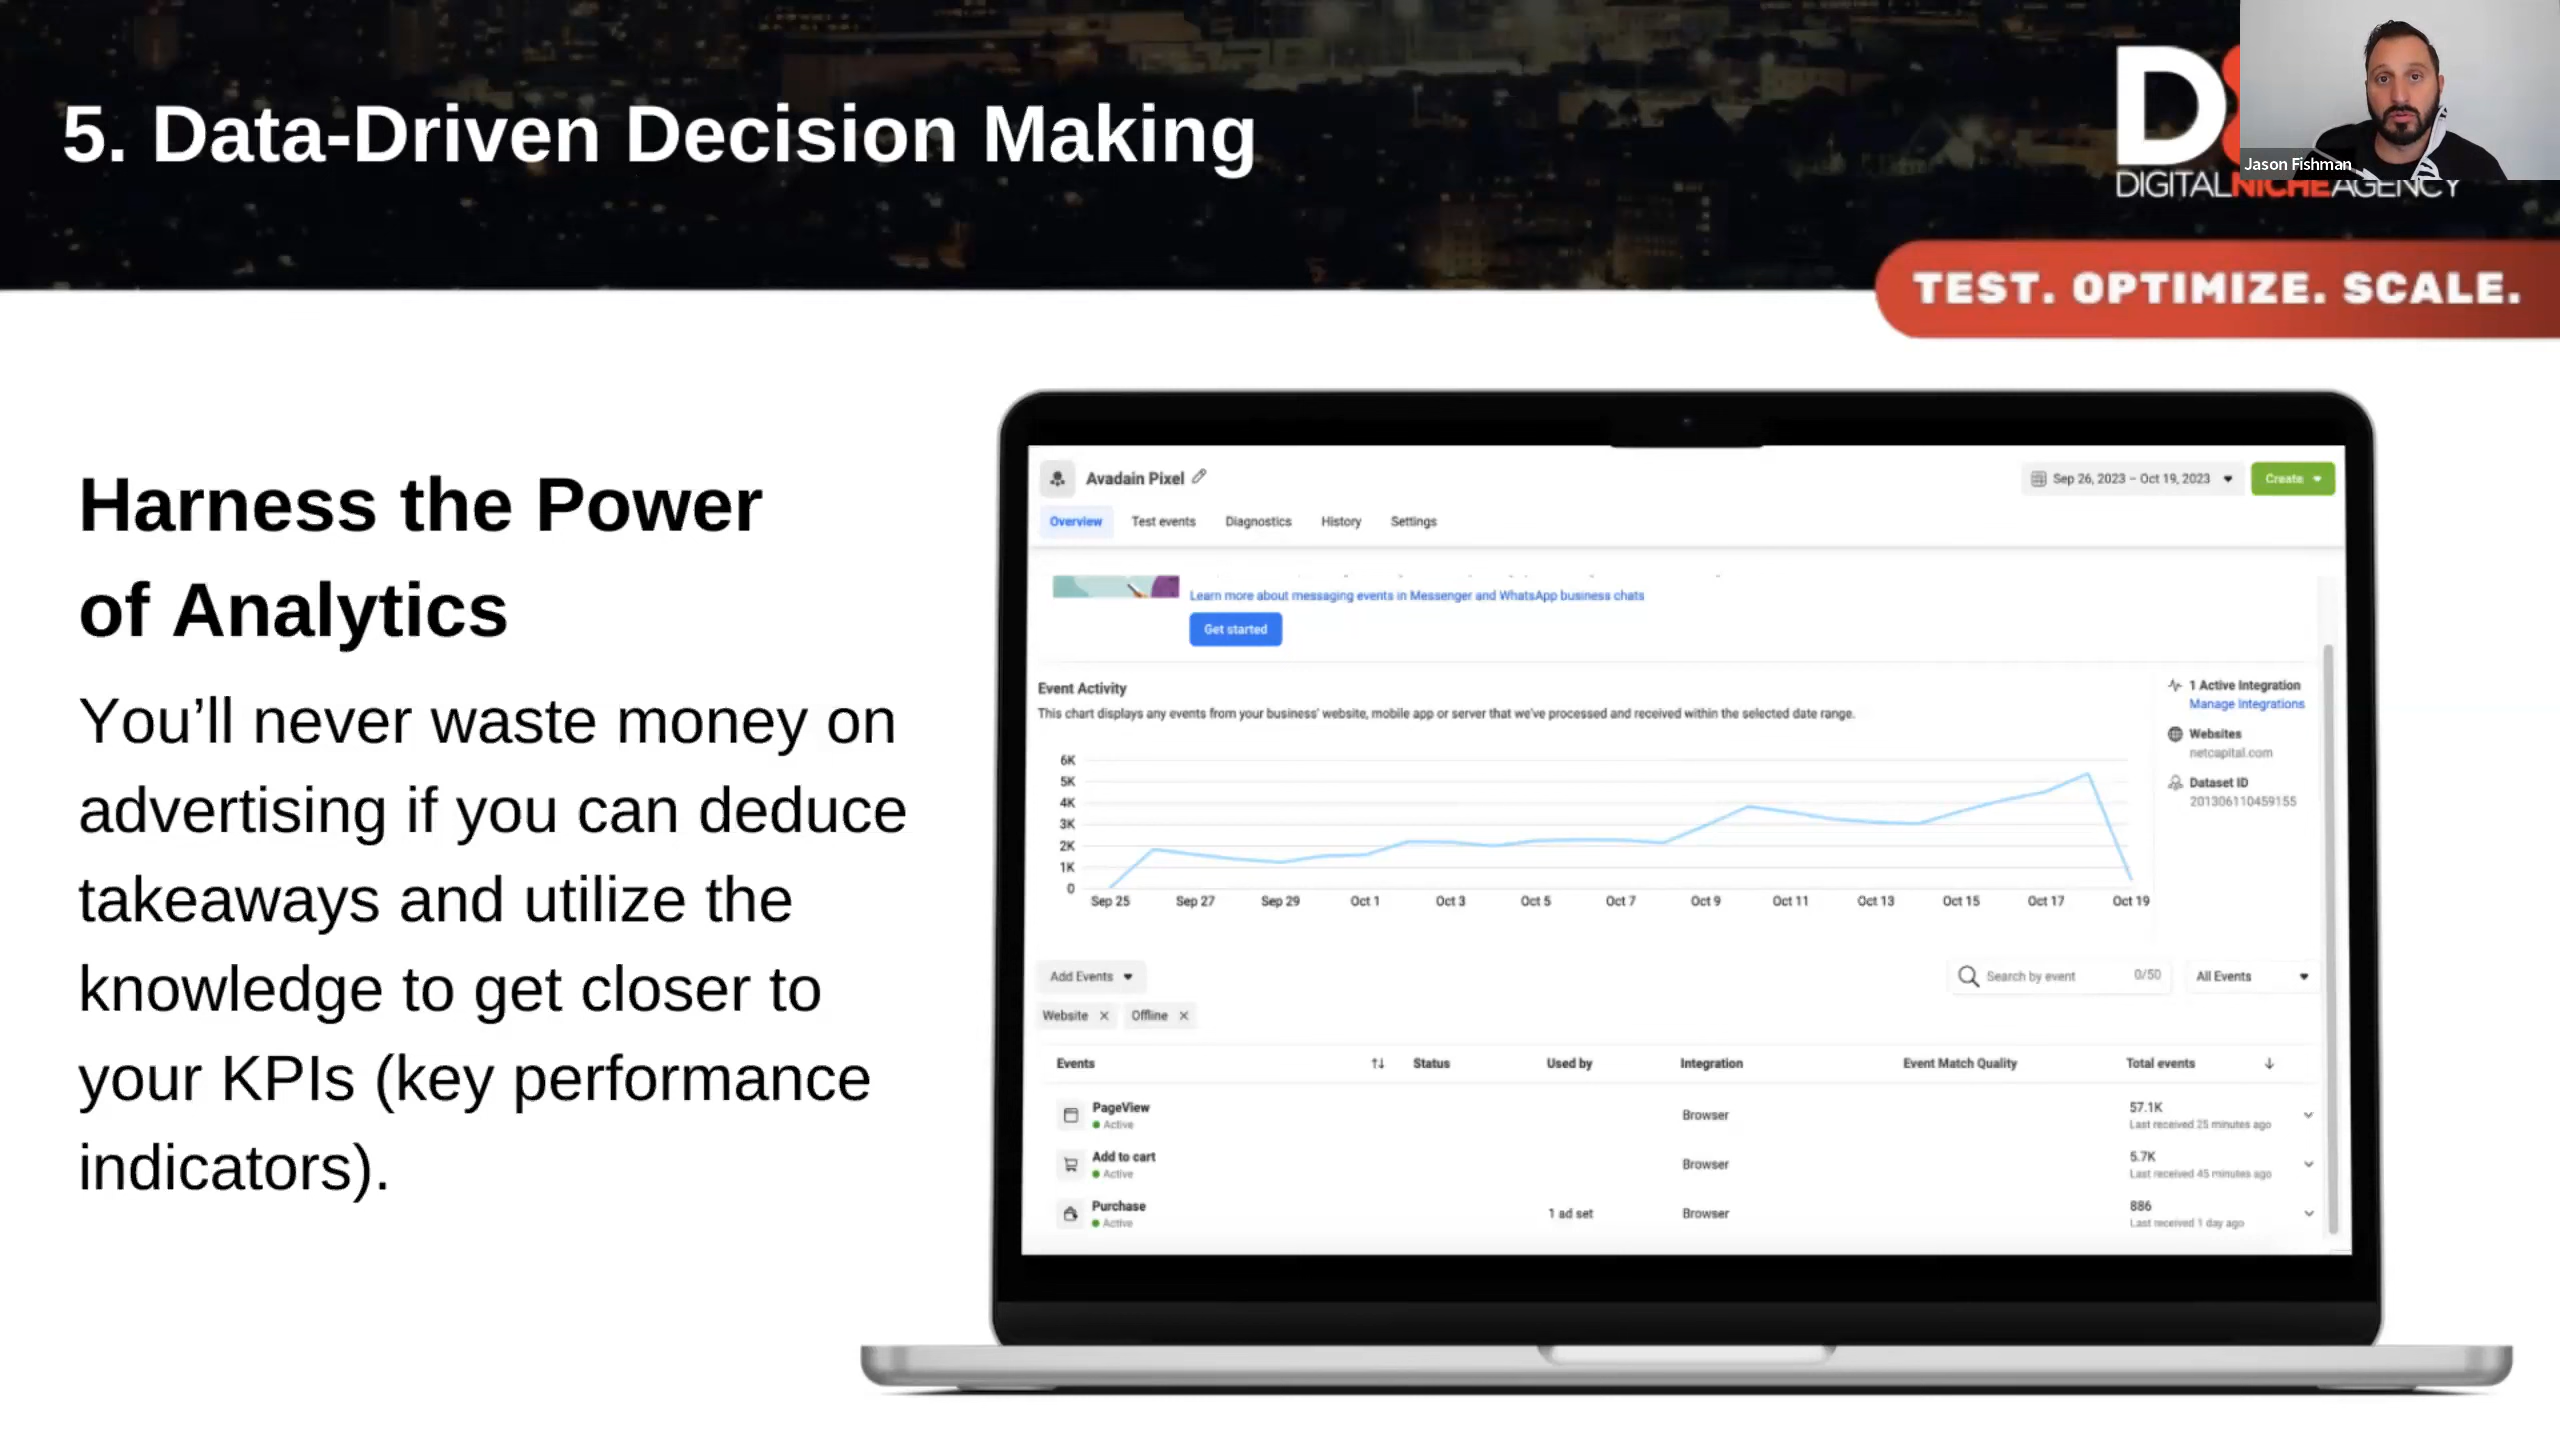 5. Data-Driven Decision Making
Jason Fishman
DIGITALNICHEAGENCY
TEST. OPTIMIZE. SCALE.
Harness the Power
of Analytics
You’ll never waste money on
advertising if you can deduce
takeaways and utilize the
knowledge to get closer to
your KPIs (key performance
indicators).
Avadain Pixel
Sep 26, 2023 – Oct 19, 2023
Create
Overview Test events Diagnostics History Settings
Learn more about messaging events in Messenger and WhatsApp business chats
Get started
Event Activity
This chart displays any events from your business' website, mobile app or server that we've processed and received within the selected date range.
1 Active Integration
Manage Integrations
Websites
netcapital.com
Dataset ID
201306110459155
6K
5K
4K
3K
2K
1K
0
Sep 25 Sep 27 Sep 29 Oct 1 Oct 3 Oct 5 Oct 7 Oct 9 Oct 11 Oct 13 Oct 15 Oct 17 Oct 19
Add Events
Search by event 0/50
All Events
Website Offline
Events Status Used by Integration Event Match Quality Total events
PageView Browser 57.1K
Active Last received 25 minutes ago
Add to cart Browser 5.7K
Active Last received 45 minutes ago
Purchase 1 ad set Browser 886
Active Last received 1 day ago